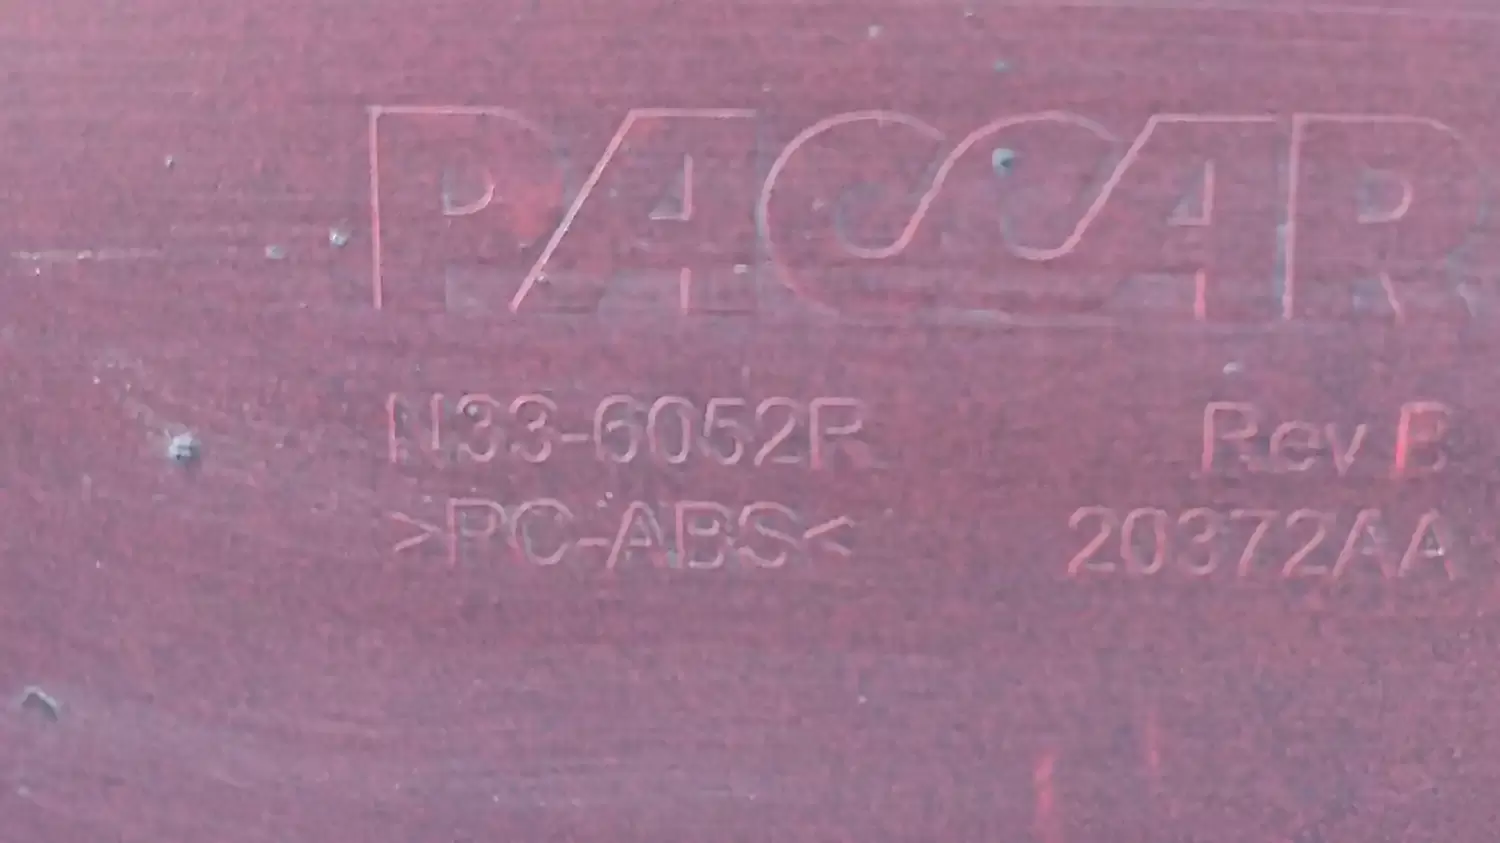 PACCAR
N33-6052R Rev B
>PC-ABS< 20372AA